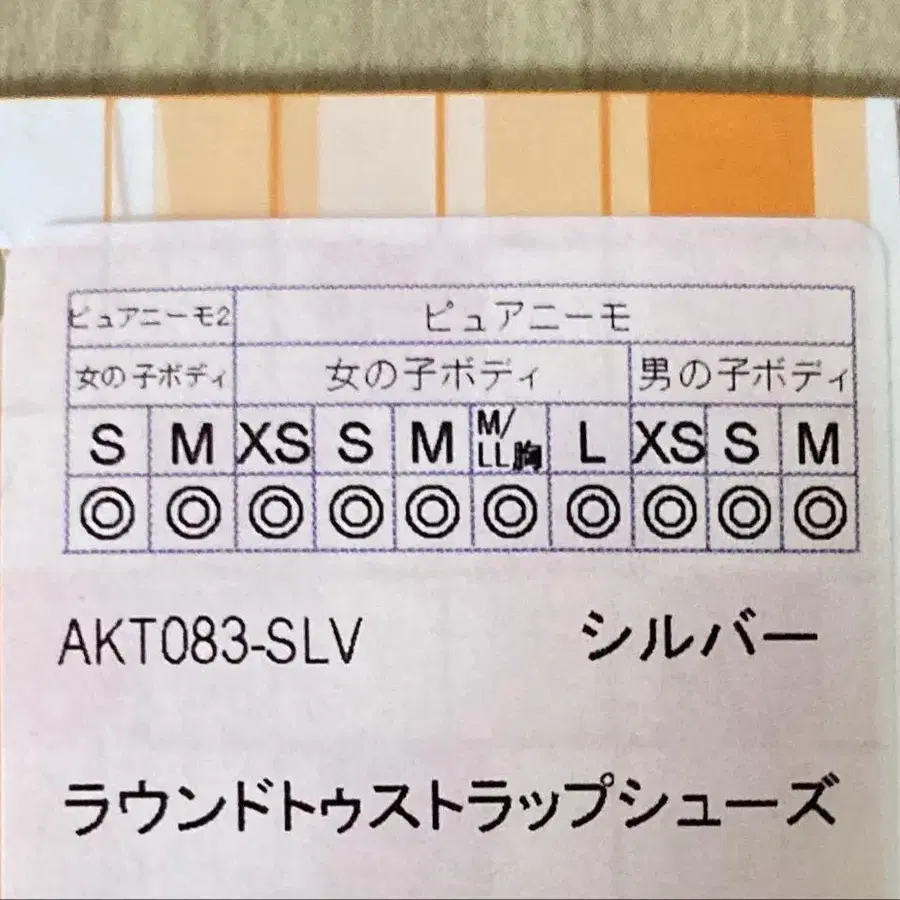 ピュアニーモ2 ピュアニーモ
女の子ボディ 女の子ボディ 男の子ボディ
S M XS S M M/LL胸 L XS S M
◎ ◎ ◎ ◎ ◎ ◎ ◎ ◎ ◎ ◎
AKT083-SLV シルバー
ラウンドトゥストラップシューズ